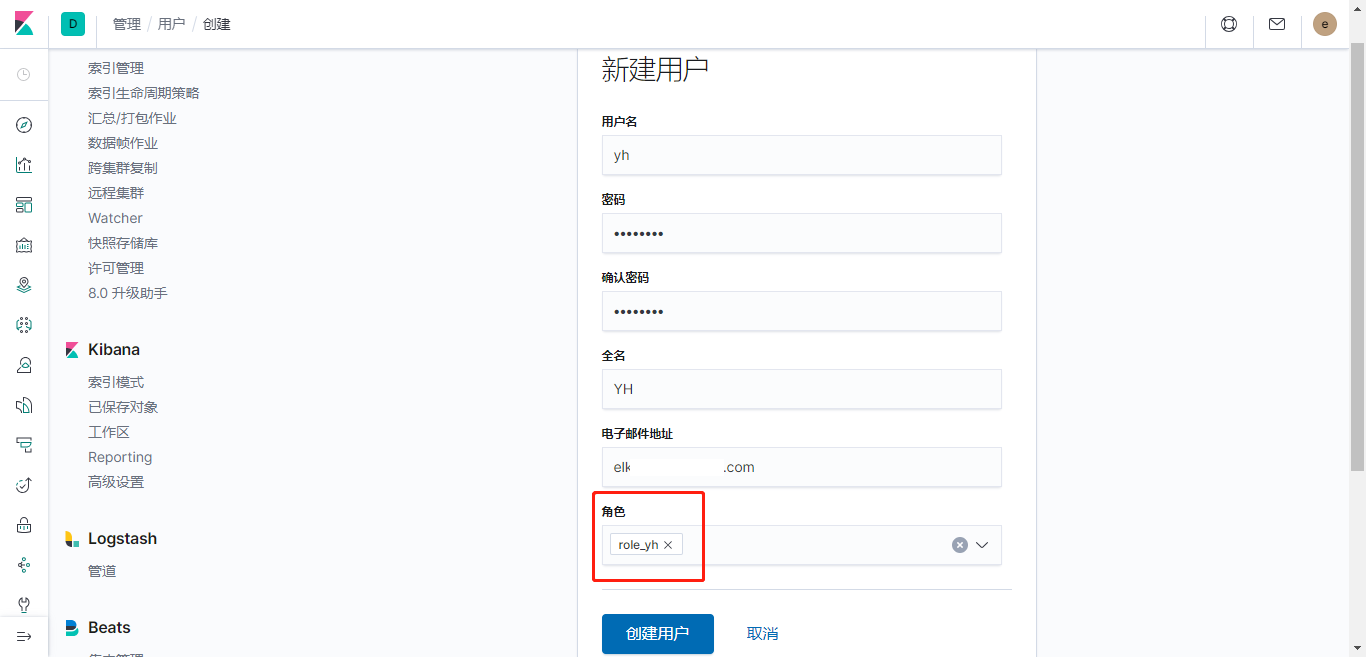 D 管理 / 用户 / 创建 e
索引管理
索引生命周期策略
汇总/打包作业
数据帧作业
跨集群复制
远程集群
Watcher
快照存储库
许可管理
8.0 升级助手
Kibana
索引模式
已保存对象
工作区
Reporting
高级设置
Logstash
管道
Beats
新建用户
用户名
yh
密码
••••••••
确认密码
••••••••
全名
YH
电子邮件地址
elk .com
角色
role_yh ×
创建用户 取消